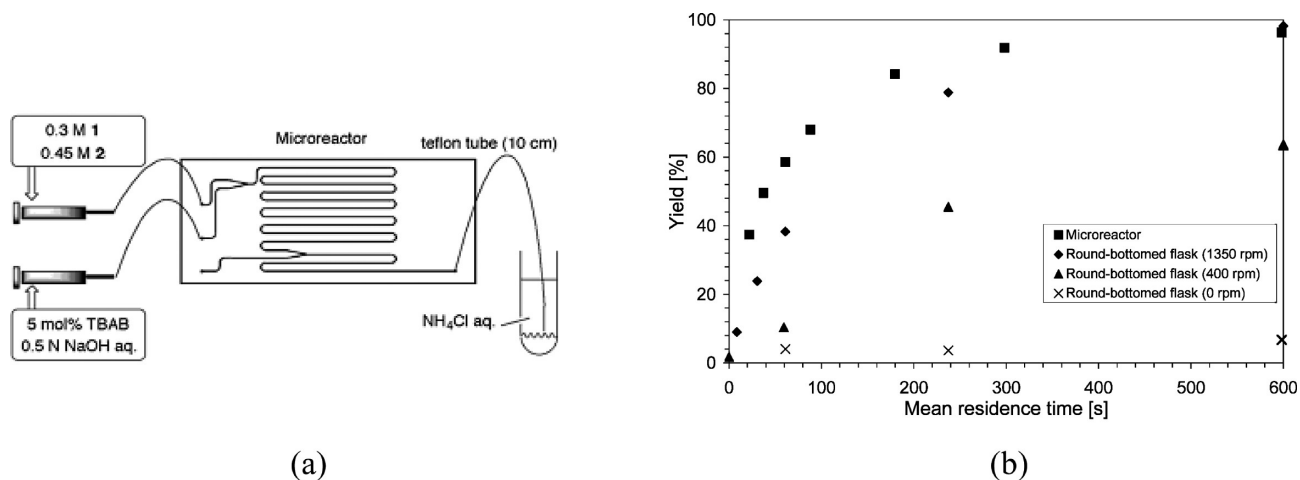 0.3 M 1
0.45 M 2
Microreactor
teflon tube (10 cm)
5 mol% TBAB
0.5 N NaOH aq.
NH4Cl aq.
(a)
Yield [%]
100
80
60
40
20
0
Microreactor
Round-bottomed flask (1350 rpm)
Round-bottomed flask (400 rpm)
Round-bottomed flask (0 rpm)
0 100 200 300 400 500 600
Mean residence time [s]
(b)